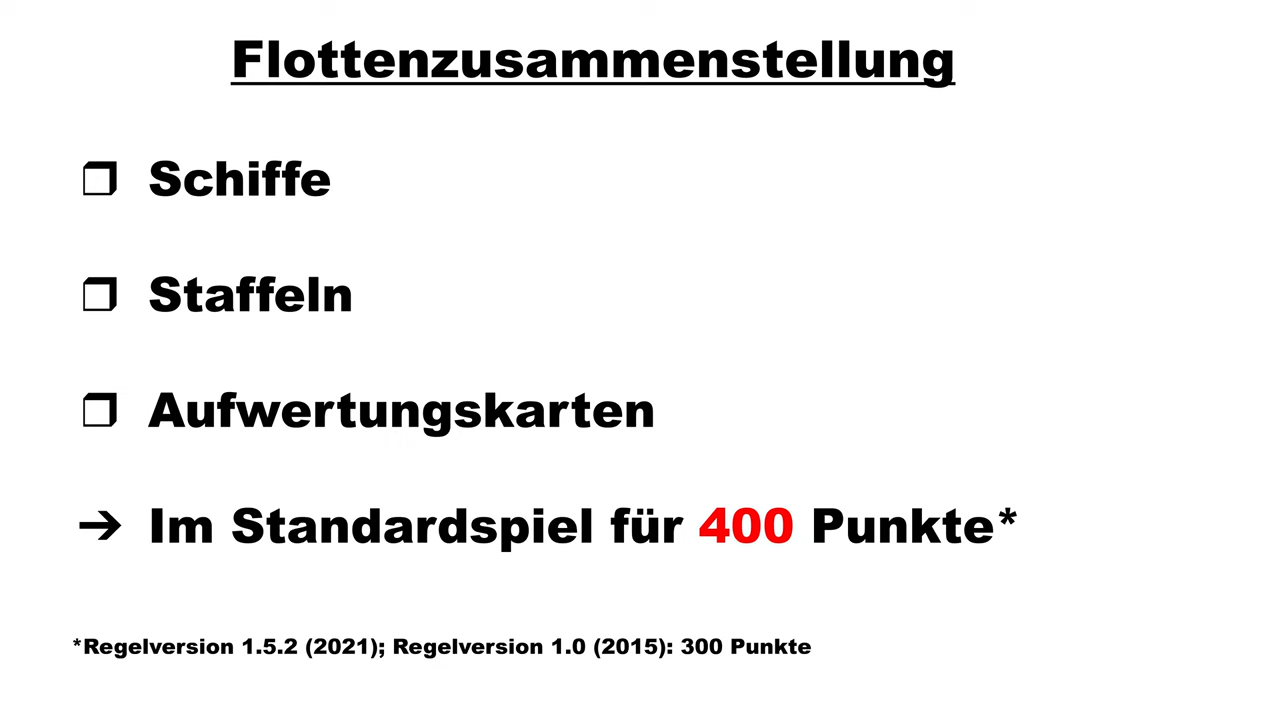 Flottenzusammenstellung
❒ Schiffe
❒ Staffeln
❒ Aufwertungskarten
➔ Im Standardspiel für 400 Punkte*
*Regelversion 1.5.2 (2021); Regelversion 1.0 (2015): 300 Punkte